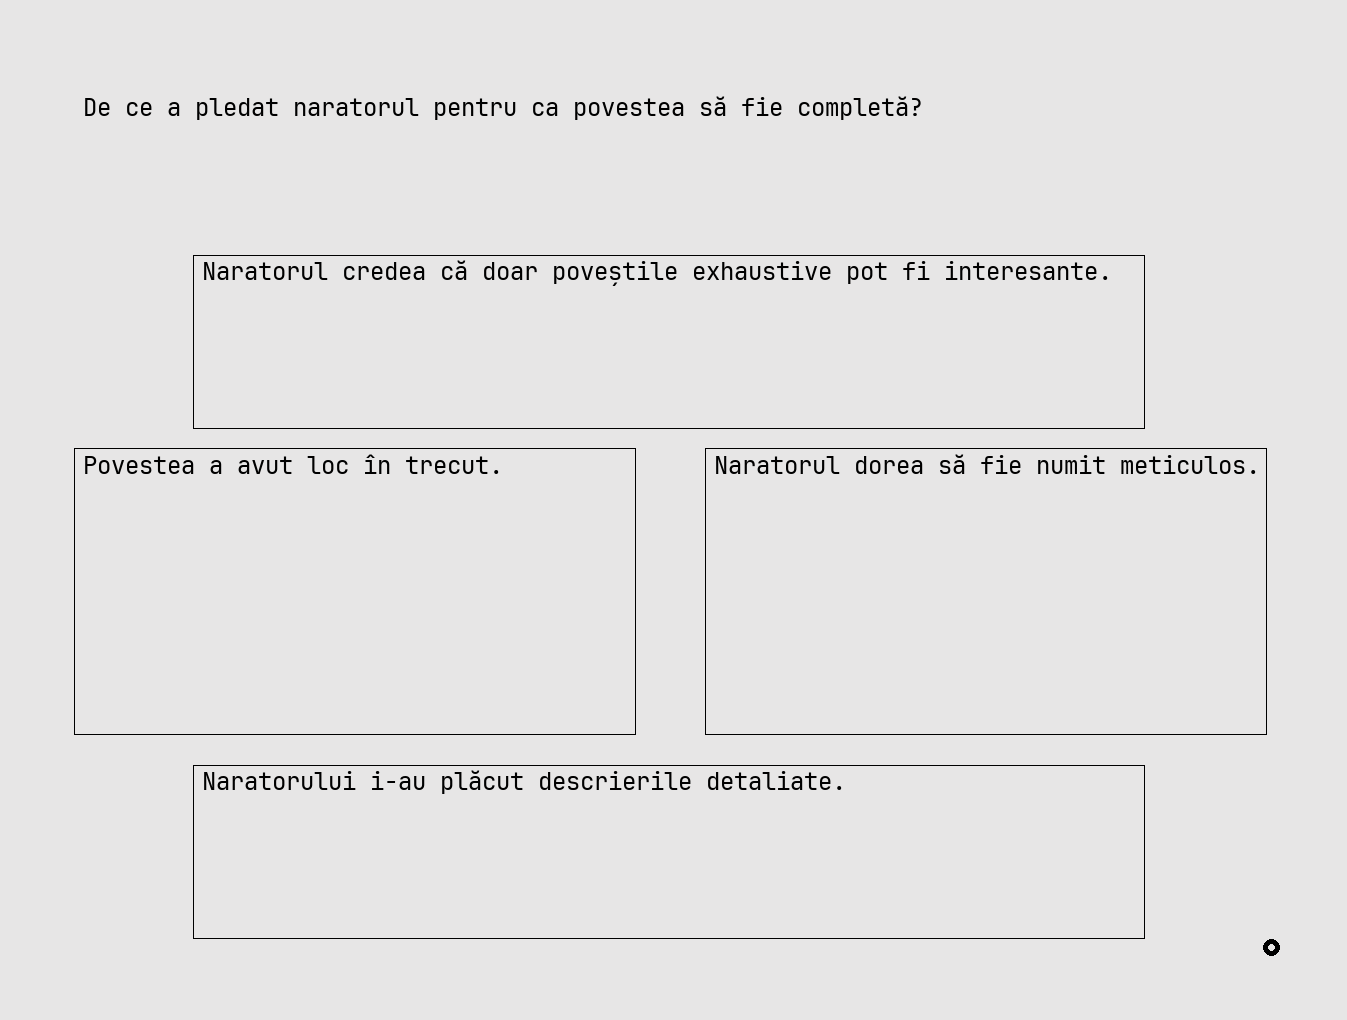 De ce a pledat naratorul pentru ca povestea să fie completă?
Naratorul credea că doar poveștile exhaustive pot fi interesante.
Povestea a avut loc în trecut.
Naratorul dorea să fie numit meticulos.
Naratorului i-au plăcut descrierile detaliate.